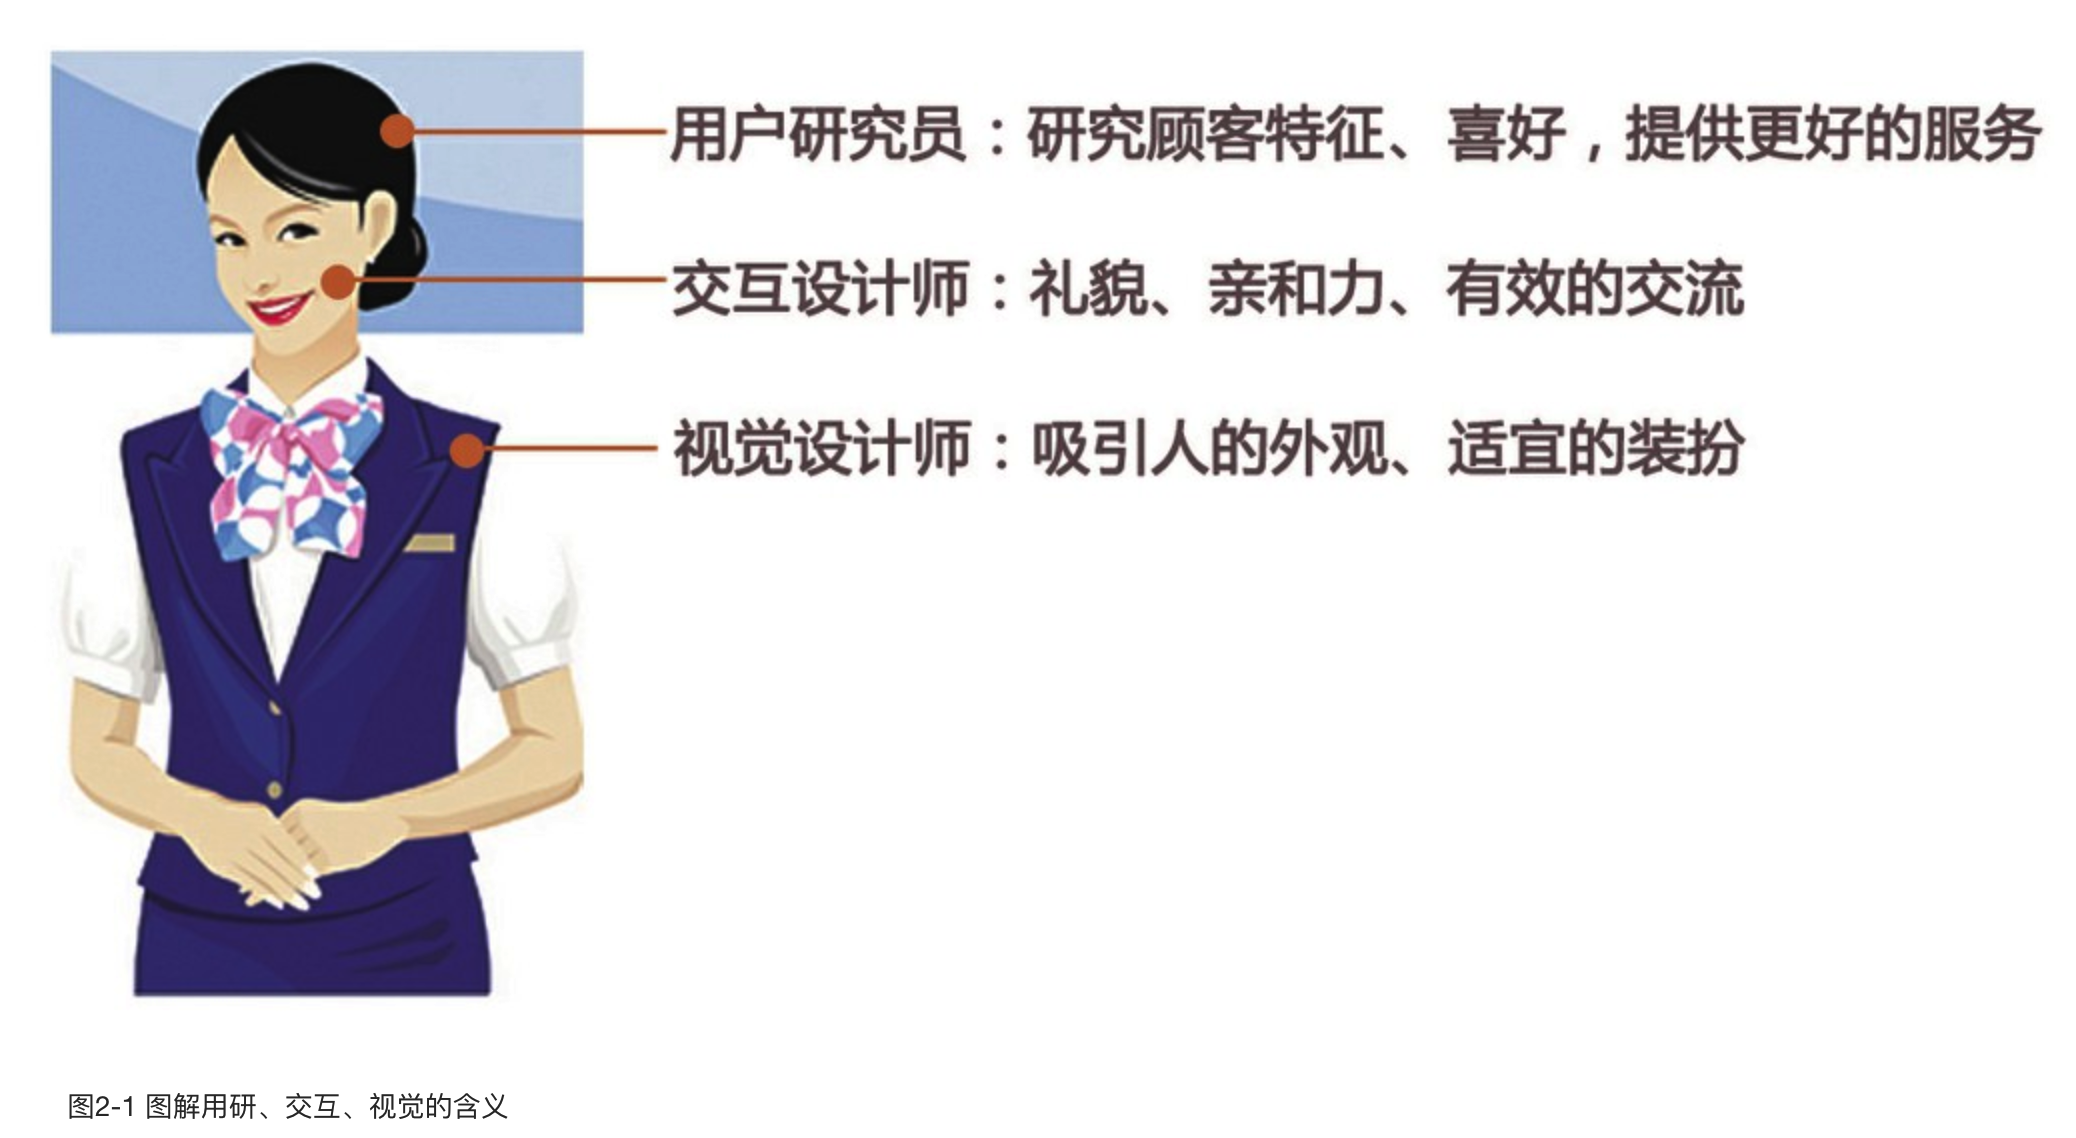 用户研究员：研究顾客特征、喜好，提供更好的服务
交互设计师：礼貌、亲和力、有效的交流
视觉设计师：吸引人的外观、适宜的装扮
图2-1 图解用研、交互、视觉的含义